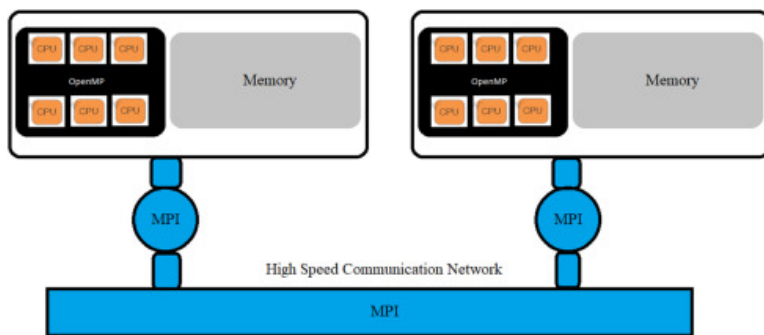 CPU CPU CPU
OpenMP
CPU CPU CPU
Memory
CPU CPU CPU
OpenMP
CPU CPU CPU
Memory
MPI
MPI
High Speed Communication Network
MPI